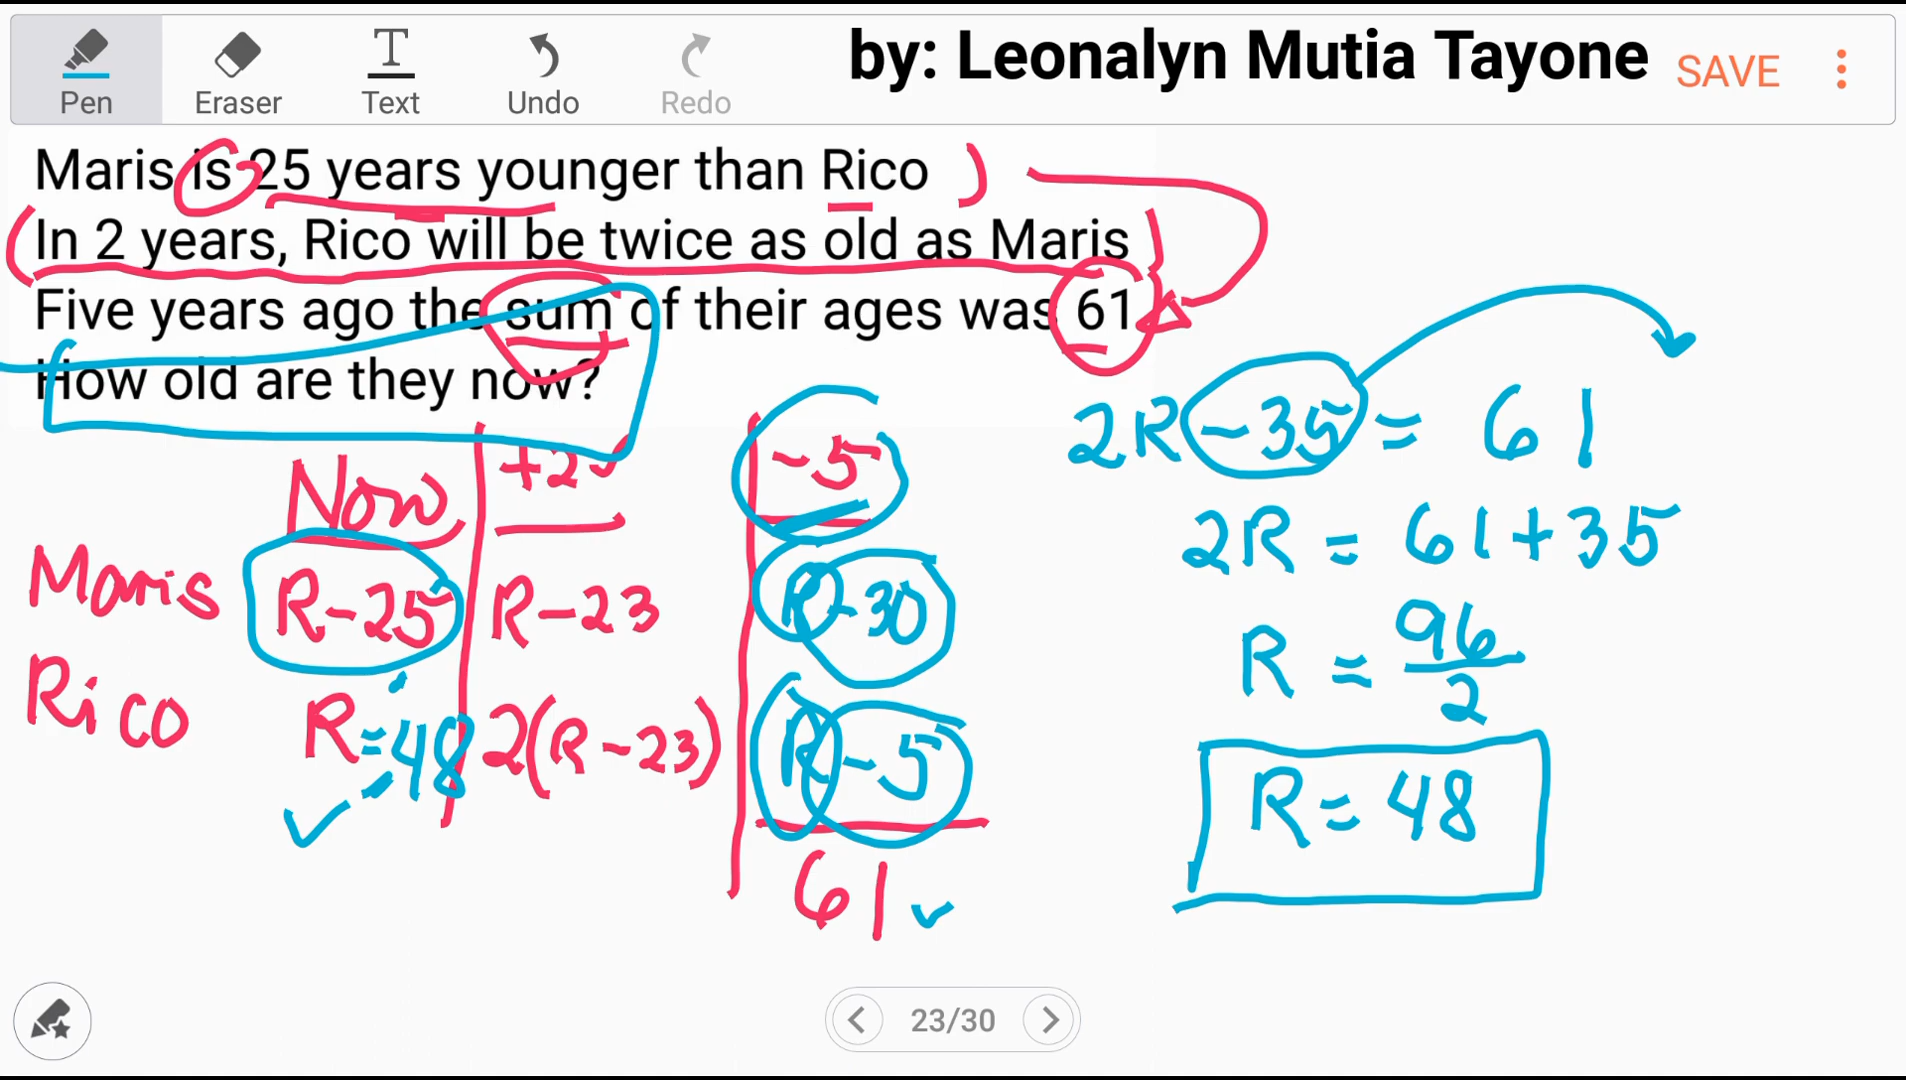 by: Leonalyn Mutia Tayone
Pen Eraser Text Undo Redo SAVE
Maris is 25 years younger than Rico
In 2 years, Rico will be twice as old as Maris
Five years ago the sum of their ages was 61
How old are they now?
Now +2 -5
Maris R-25 R-23 R-30
Rico R=48 2(R-23) R-5
61
2R-35= 61
2R = 61+35
R = 96/2
R= 48
23/30